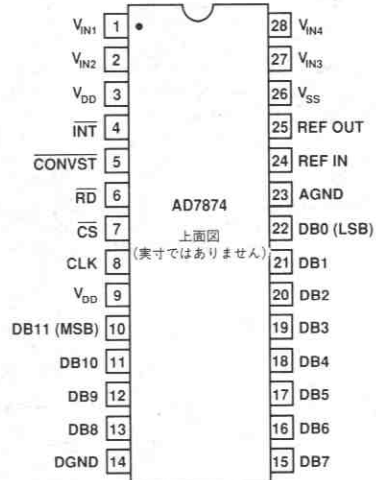 VIN1 1 28 VIN4
VIN2 2 27 VIN3
VDD 3 26 VSS
INT 4 25 REF OUT
CONVST 5 24 REF IN
RD 6 23 AGND
AD7874
CS 7 22 DB0 (LSB)
上面図
(実寸ではありません)
CLK 8 21 DB1
VDD 9 20 DB2
DB11 (MSB) 10 19 DB3
DB10 11 18 DB4
DB9 12 17 DB5
DB8 13 16 DB6
DGND 14 15 DB7